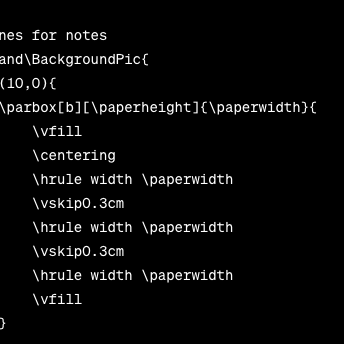 nes for notes
and\BackgroundPic{
(10,0){
\parbox[b][\paperheight]{\paperwidth}{
\vfill
\centering
\hrule width \paperwidth
\vskip0.3cm
\hrule width \paperwidth
\vskip0.3cm
\hrule width \paperwidth
\vfill
}